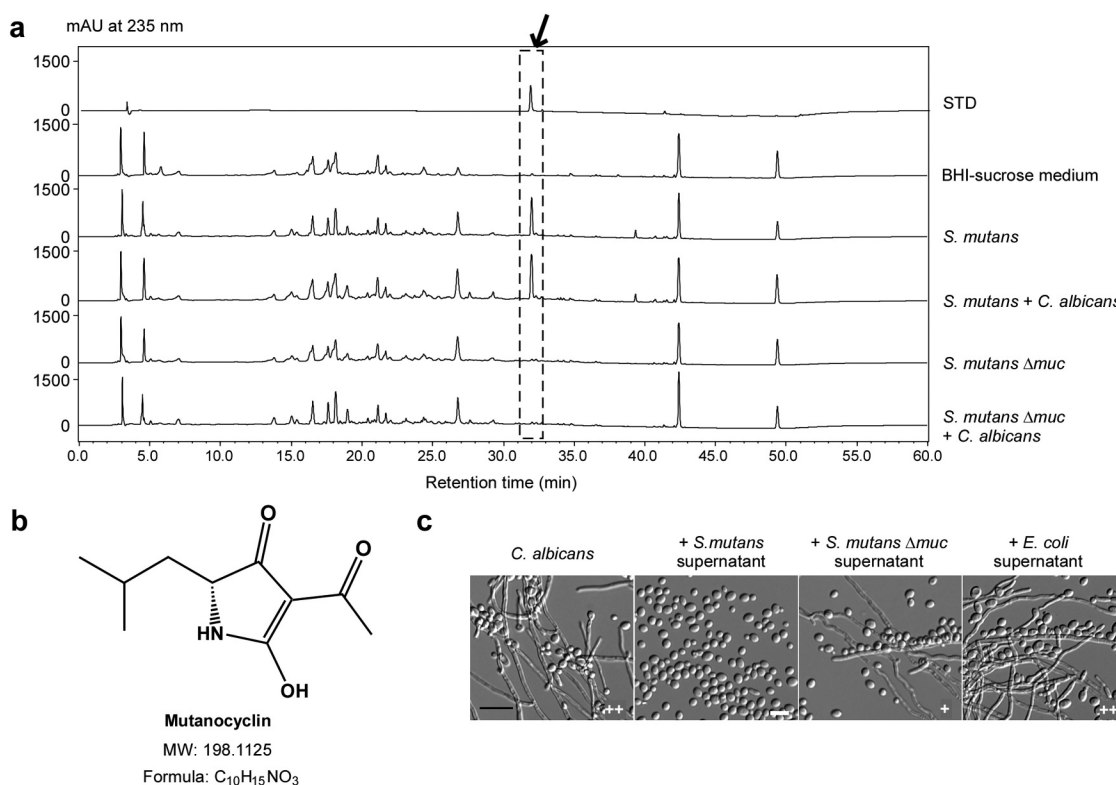 a
mAU at 235 nm
1500
0
STD
1500
0
BHI-sucrose medium
1500
0
S. mutans
1500
0
S. mutans + C. albicans
1500
0
S. mutans Δmuc
1500
0
S. mutans Δmuc
+ C. albicans
0.0 5.0 10.0 15.0 20.0 25.0 30.0 35.0 40.0 45.0 50.0 55.0 60.0
Retention time (min)
b
O
O
HN
OH
Mutanocyclin
MW: 198.1125
Formula: C10H15NO3
c
C. albicans
+ S.mutans
supernatant
+ S. mutans Δmuc
supernatant
+ E. coli
supernatant
++
+
++